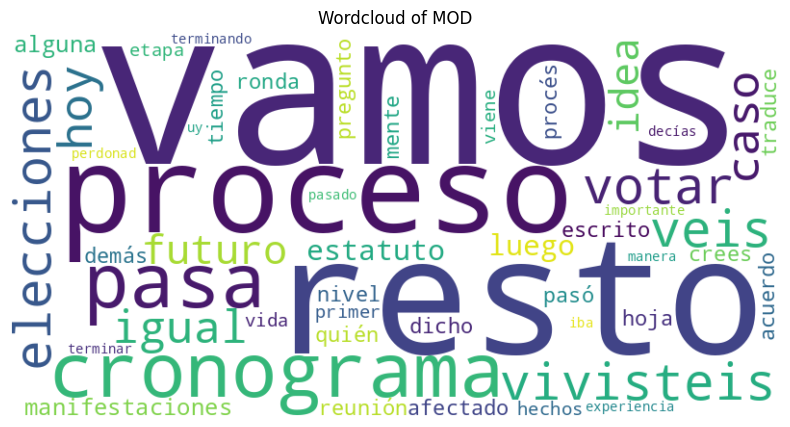 Wordcloud of MOD
terminando
alguna
etapa
vamos
hoy
tiempo
ronda
pregunto
mente
viene
procés
idea
decías
caso
traduce
uy
perdonad
elecciones
proceso
pasado
votar
importante
escrito
veis
demás
futuro
estatuto
luego
manera
crees
pasa
resto
nivel
pasó
acuerdo
primer
igual
vida
quién
dicho
iba
hoja
terminar
cronograma
vivisteis
manifestaciones
reunión
afectado
hechos
experiencia